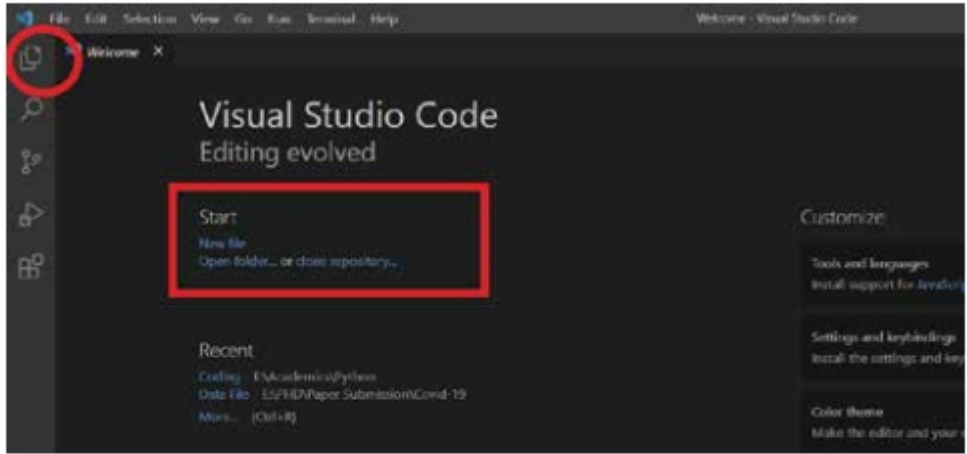 File Edit Selection View Go Run Terminal Help
Welcome - Visual Studio Code
Welcome ×
Visual Studio Code
Editing evolved
Start
New file
Open folder... or clone repository...
Recent
Coding E:\Academics\Python
Data File E:\PHD\Paper Submission\Covid-19
More... (Ctrl+R)
Customize
Tools and languages
Install support for JavaScrip
Settings and keybindings
Install the settings and key
Color theme
Make the editor and your